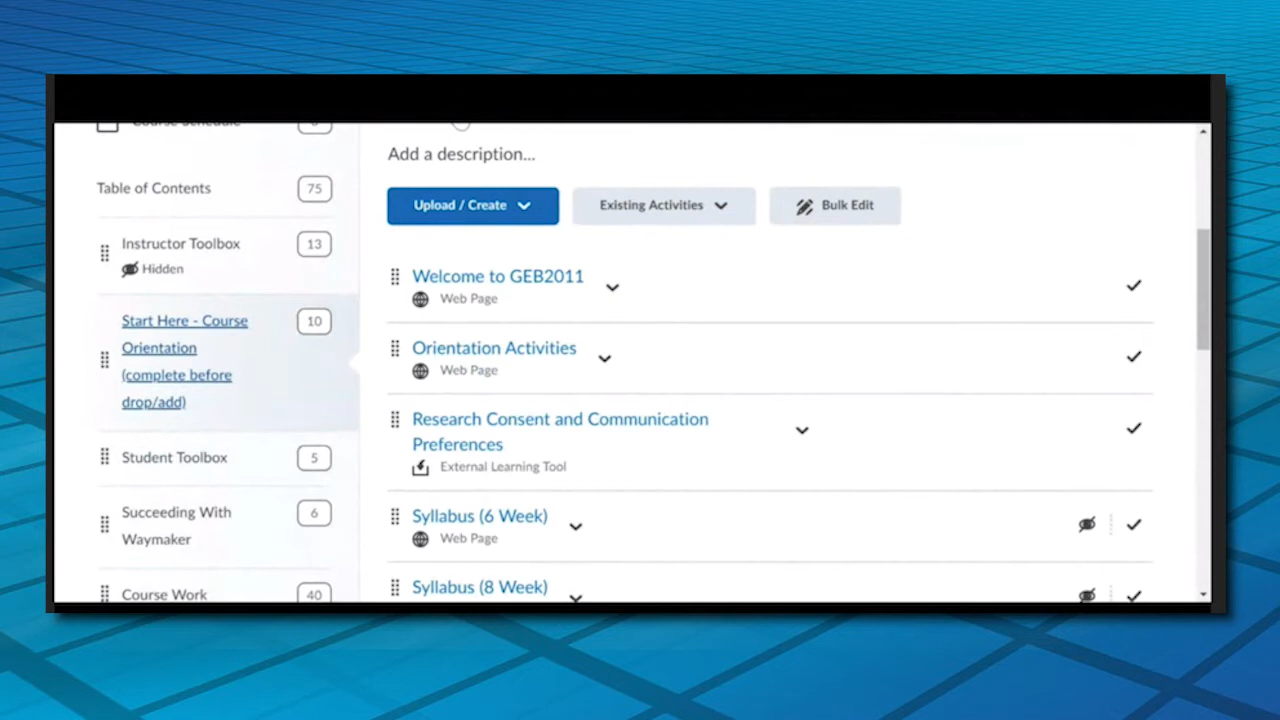 Course Schedule
Table of Contents
75
Instructor Toolbox
13
Hidden
Start Here - Course
Orientation
(complete before
drop/add)
10
Student Toolbox
5
Succeeding With
Waymaker
6
Course Work
40
Add a description...
Upload / Create
Existing Activities
Bulk Edit
Welcome to GEB2011
Web Page
Orientation Activities
Web Page
Research Consent and Communication
Preferences
External Learning Tool
Syllabus (6 Week)
Web Page
Syllabus (8 Week)